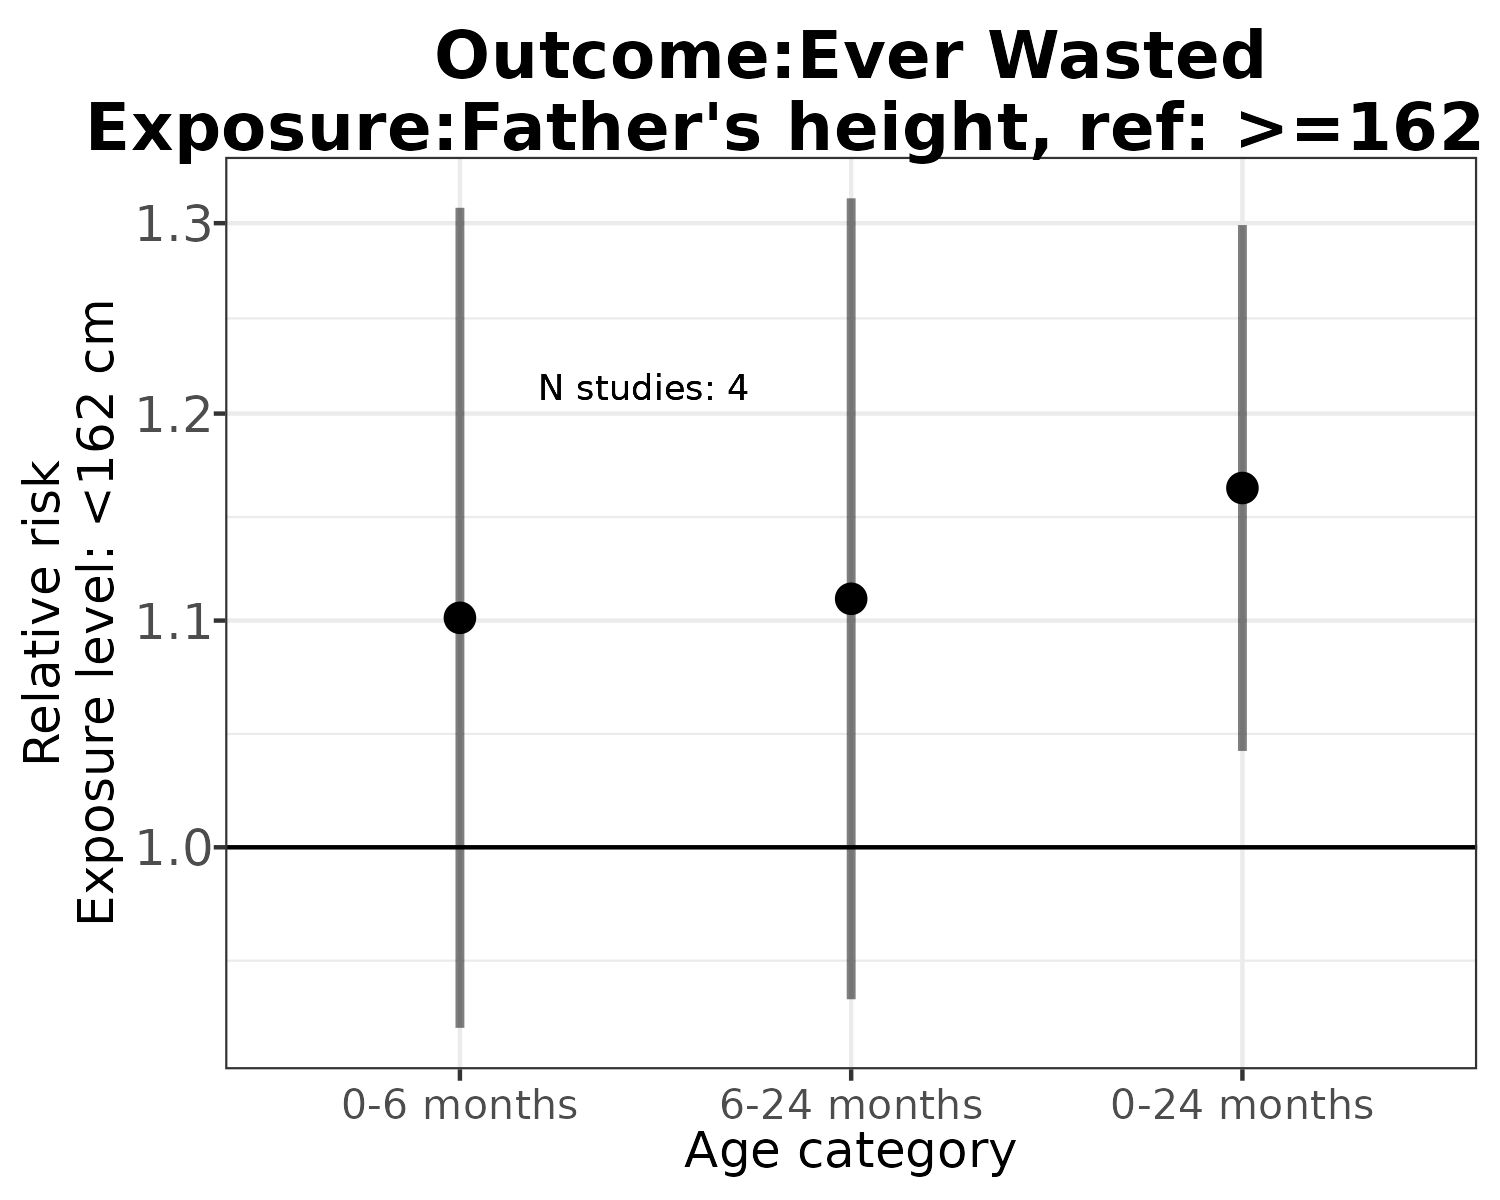 Outcome:Ever Wasted
Exposure:Father's height, ref: >=162
Relative risk
Exposure level: <162 cm
1.3
1.2
1.1
1.0
N studies: 4
0-6 months
6-24 months
0-24 months
Age category